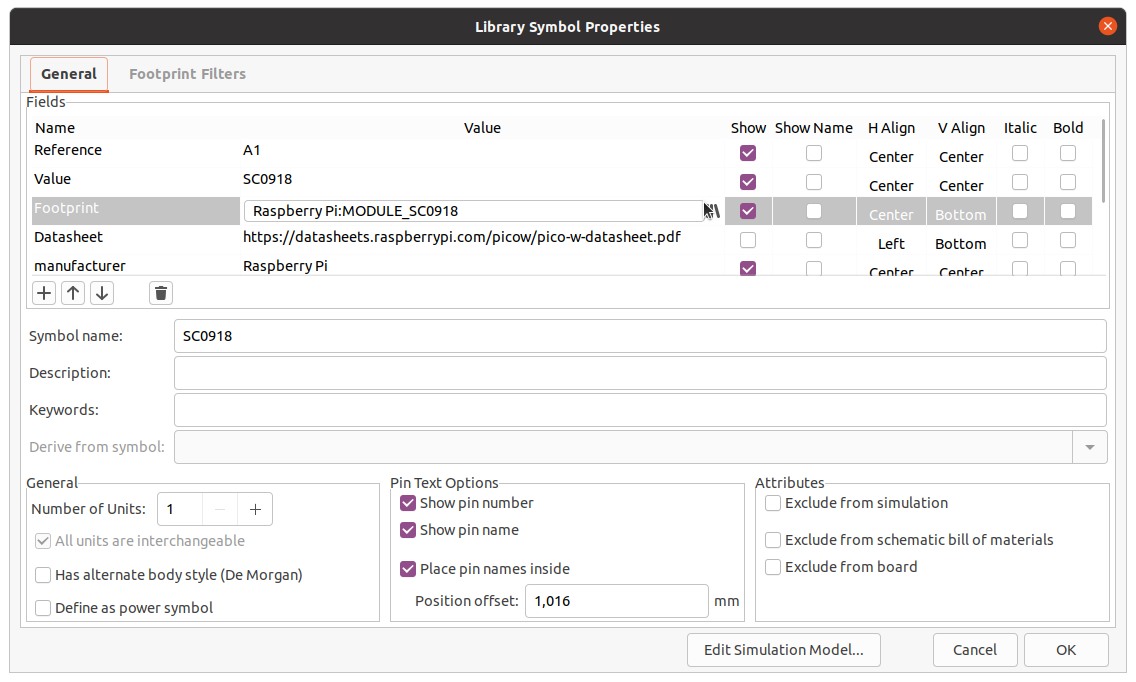 Library Symbol Properties
General Footprint Filters
Fields
Name Value Show Show Name H Align V Align Italic Bold
Reference A1 Center Center
Value SC0918 Center Center
Footprint Raspberry Pi:MODULE_SC0918 Center Bottom
Datasheet https://datasheets.raspberrypi.com/picow/pico-w-datasheet.pdf Left Bottom
manufacturer Raspberry Pi Center Center
Symbol name: SC0918
Description:
Keywords:
Derive from symbol:
General Pin Text Options Attributes
Number of Units: 1 Show pin number Exclude from simulation
All units are interchangeable Show pin name Exclude from schematic bill of materials
Has alternate body style (De Morgan) Place pin names inside Exclude from board
Define as power symbol Position offset: 1,016 mm
Edit Simulation Model... Cancel OK